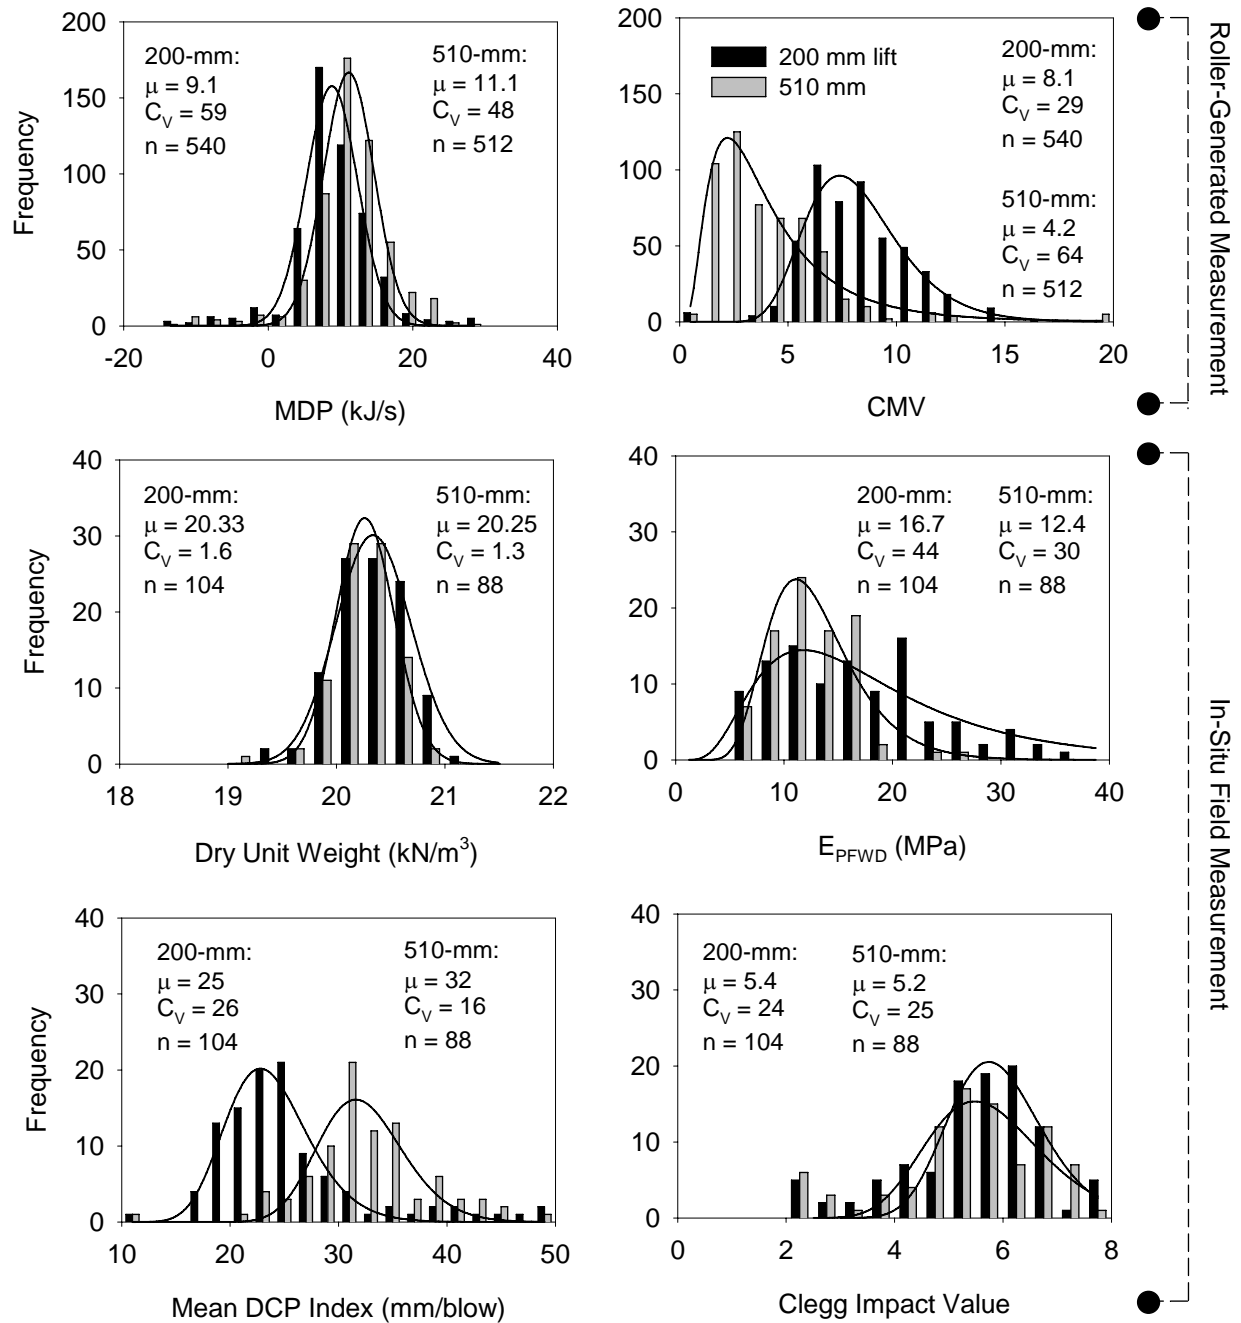 200
150
100
50
0
Frequency
200-mm:
μ = 9.1
C_V = 59
n = 540
510-mm:
μ = 11.1
C_V = 48
n = 512
-20
0
20
40
MDP (kJ/s)
200
150
100
50
0
200 mm lift
510 mm
200-mm:
μ = 8.1
C_V = 29
n = 540
510-mm:
μ = 4.2
C_V = 64
n = 512
0
5
10
15
20
CMV
Roller-Generated Measurement
40
30
20
10
0
Frequency
200-mm:
μ = 20.33
C_V = 1.6
n = 104
510-mm:
μ = 20.25
C_V = 1.3
n = 88
18
19
20
21
22
Dry Unit Weight (kN/m³)
40
30
20
10
0
200-mm:
μ = 16.7
C_V = 44
n = 104
510-mm:
μ = 12.4
C_V = 30
n = 88
0
10
20
30
40
E_PFWD (MPa)
40
30
20
10
0
Frequency
200-mm:
μ = 25
C_V = 26
n = 104
510-mm:
μ = 32
C_V = 16
n = 88
10
20
30
40
50
Mean DCP Index (mm/blow)
40
30
20
10
0
200-mm:
μ = 5.4
C_V = 24
n = 104
510-mm:
μ = 5.2
C_V = 25
n = 88
0
2
4
6
8
Clegg Impact Value
In-Situ Field Measurement